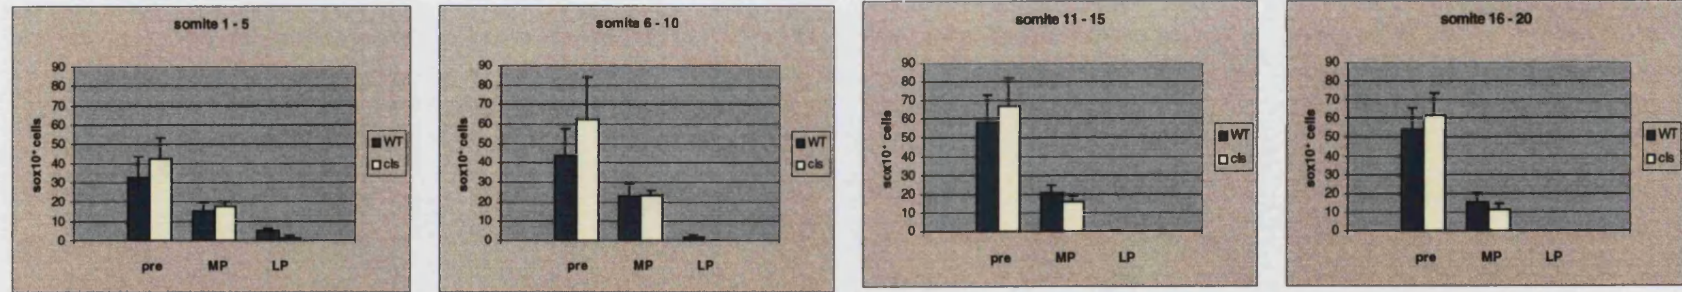 somite 1 - 5
90
80
70
60
50
40
30
20
10
0
sox10⁺ cells
pre MP LP
WT
cls
somite 6 - 10
90
80
70
60
50
40
30
20
10
0
sox10⁺ cells
pre MP LP
WT
cls
somite 11 - 15
90
80
70
60
50
40
30
20
10
0
sox10⁺ cells
pre MP LP
WT
cls
somite 16 - 20
90
80
70
60
50
40
30
20
10
0
sox10⁺ cells
pre MP LP
WT
cls